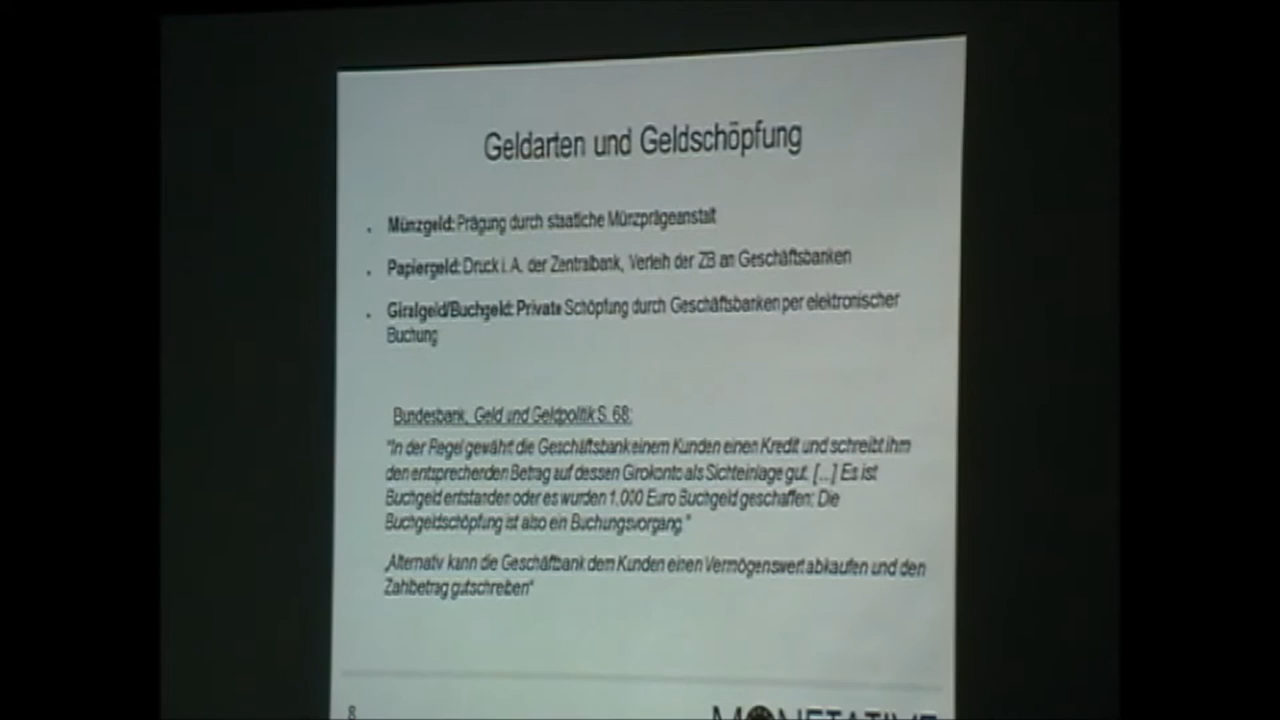 Geldarten und Geldschöpfung
. Münzgeld: Prägung durch staatliche Münzprägeanstalt
. Papiergeld: Druck i. A. der Zentralbank, Verleih der ZB an Geschäftsbanken
. Giralgeld/Buchgeld: Private Schöpfung durch Geschäftsbanken per elektronischer
Buchung
Bundesbank, Geld und Geldpolitik S. 68:
"In der Regel gewährt die Geschäftsbank einem Kunden einen Kredit und schreibt ihm
den entsprechenden Betrag auf dessen Girokonto als Sichteinlage gut. [...] Es ist
Buchgeld entstanden oder es wurden 1.000 Euro Buchgeld geschaffen: Die
Buchgeldschöpfung ist also ein Buchungsvorgang."
„Alternativ kann die Geschäftbank dem Kunden einen Vermögenswert abkaufen und den
Zahlbetrag gutschreiben“
8
MONETATIVE